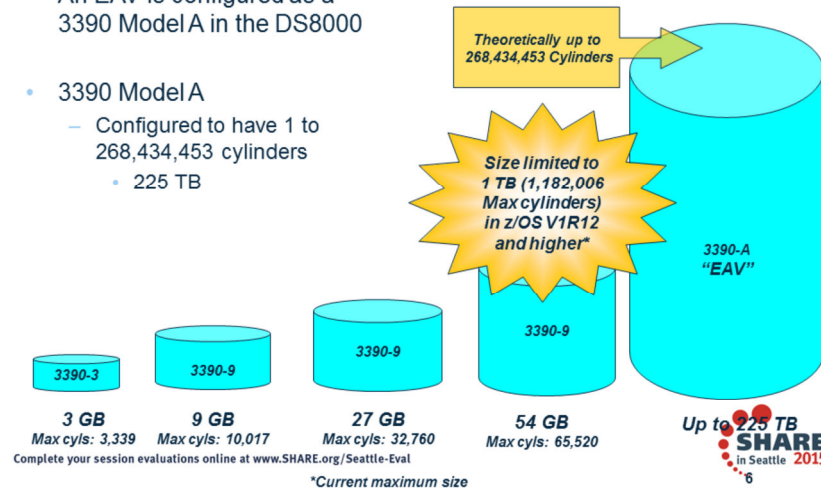 An EAV is configured as a
3390 Model A in the DS8000
• 3390 Model A
– Configured to have 1 to
268,434,453 cylinders
• 225 TB
Theoretically up to
268,434,453 Cylinders
Size limited to
1 TB (1,182,006
Max cylinders)
in z/OS V1R12
and higher*
3390-A
"EAV"
3390-3
3390-9
3390-9
3390-9
3 GB
Max cyls: 3,339
9 GB
Max cyls: 10,017
27 GB
Max cyls: 32,760
54 GB
Max cyls: 65,520
Up to 225 TB
Complete your session evaluations online at www.SHARE.org/Seattle-Eval
SHARE
in Seattle 2015
6
*Current maximum size